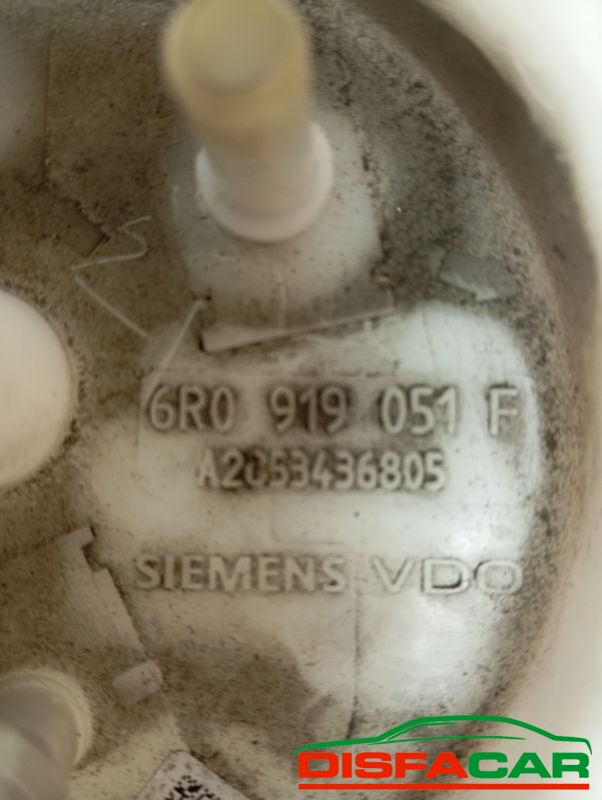 6R0 919 051 F
A2C53436805
SIEMENS VDO
DISFACAR